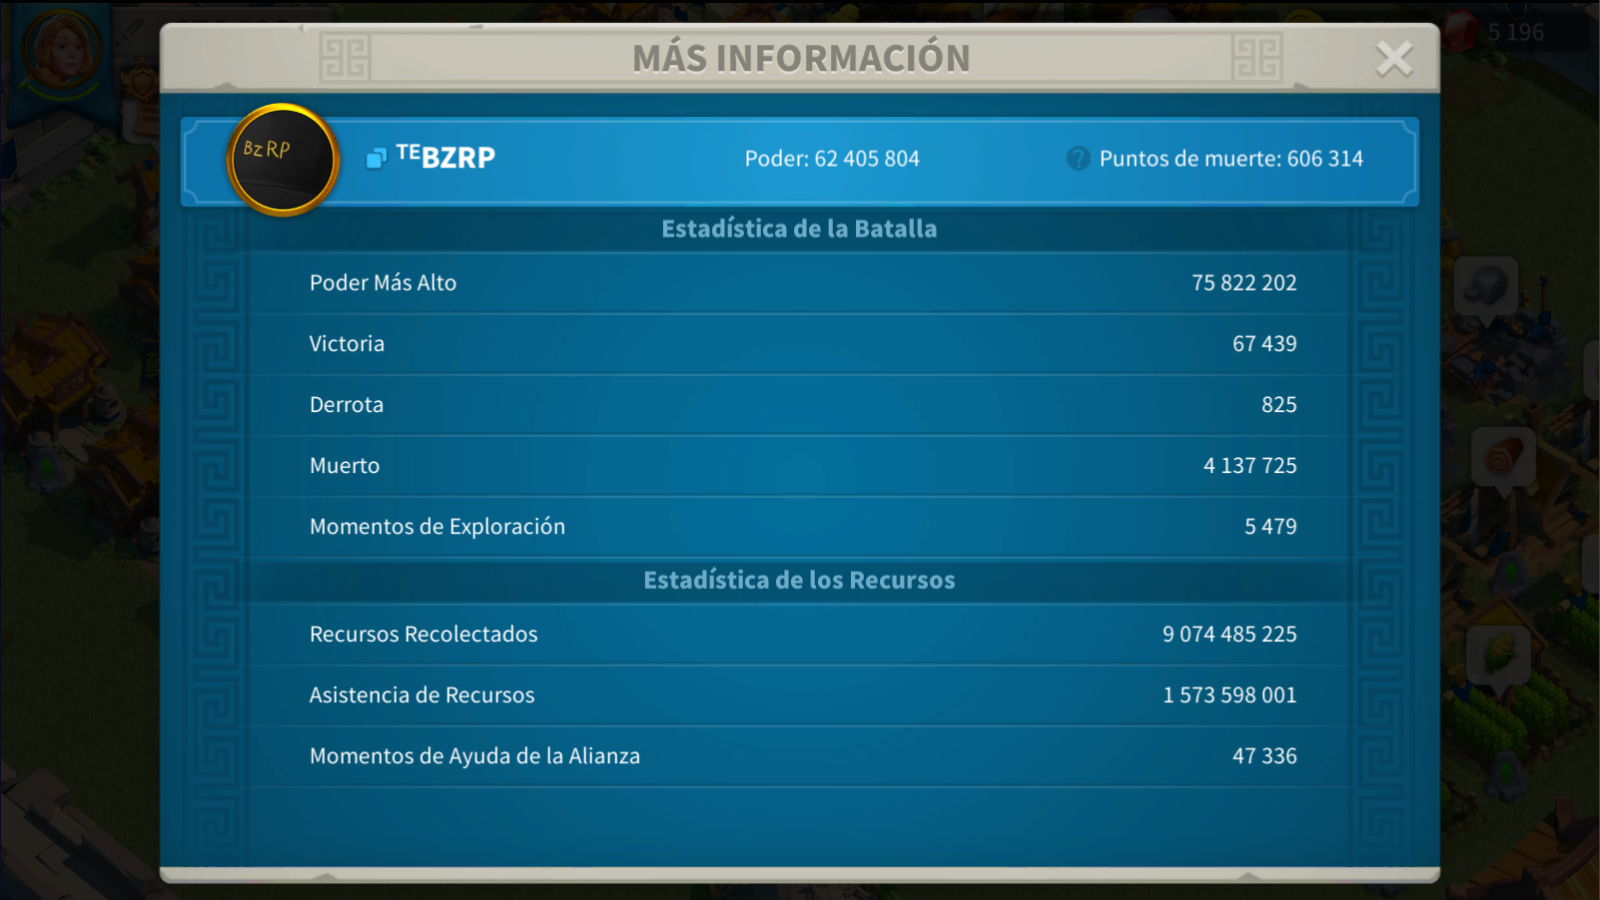 MÁS INFORMACIÓN
5 196
BzRP
ᵀᴱBZRP
Poder: 62 405 804
? Puntos de muerte: 606 314
Estadística de la Batalla
Poder Más Alto 75 822 202
Victoria 67 439
Derrota 825
Muerto 4 137 725
Momentos de Exploración 5 479
Estadística de los Recursos
Recursos Recolectados 9 074 485 225
Asistencia de Recursos 1 573 598 001
Momentos de Ayuda de la Alianza 47 336